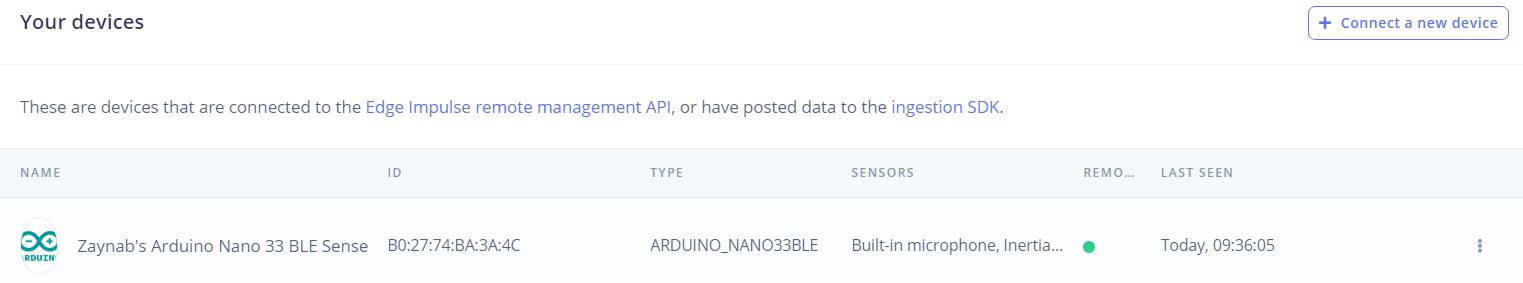 Your devices
+ Connect a new device
These are devices that are connected to the Edge Impulse remote management API, or have posted data to the ingestion SDK.
NAME ID TYPE SENSORS REMO... LAST SEEN
Zaynab's Arduino Nano 33 BLE Sense B0:27:74:BA:3A:4C ARDUINO_NANO33BLE Built-in microphone, Inertia... Today, 09:36:05
RDUIN